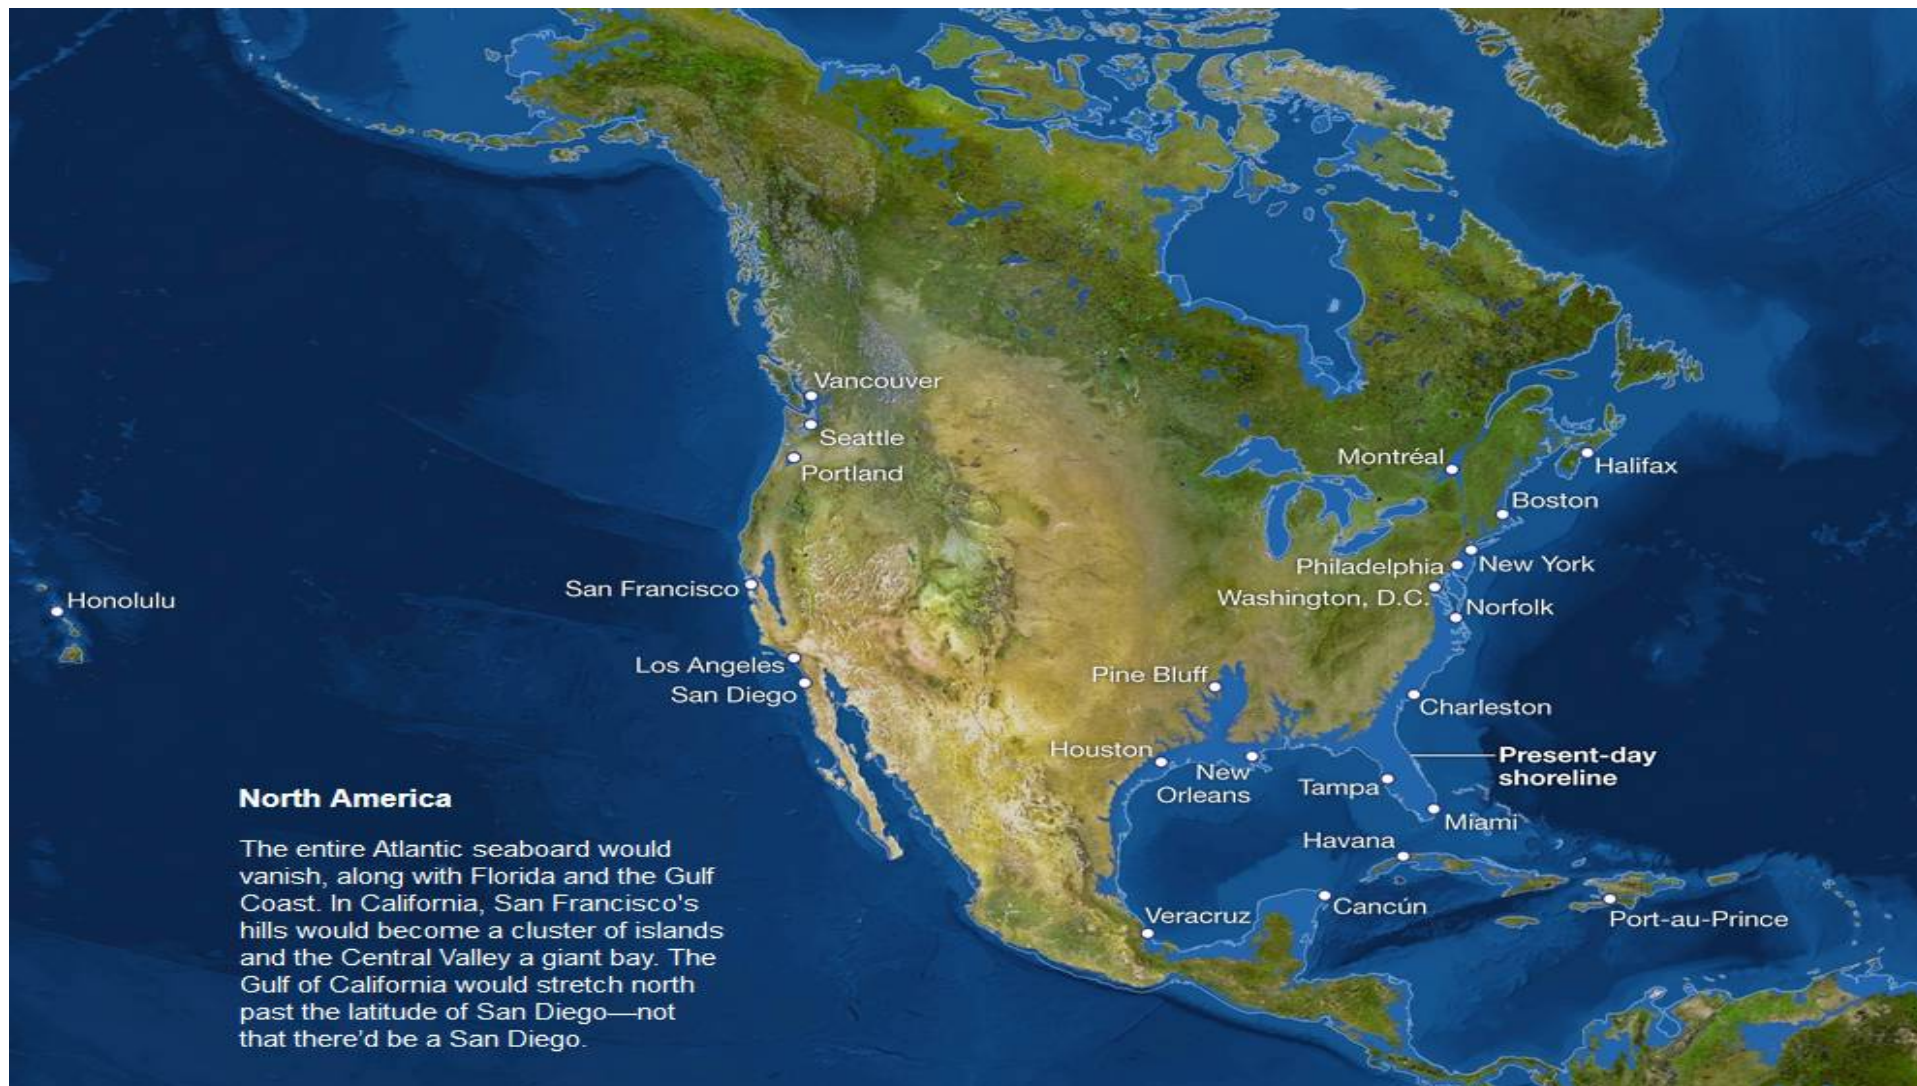 Vancouver
Seattle
Portland
Montréal
Halifax
Boston
New York
Philadelphia
Washington, D.C.
Norfolk
San Francisco
Honolulu
Los Angeles
San Diego
Pine Bluff
Charleston
Houston
New
Orleans
Present-day
shoreline
Tampa
Miami
Havana
Cancún
Veracruz
Port-au-Prince
North America
The entire Atlantic seaboard would
vanish, along with Florida and the Gulf
Coast. In California, San Francisco's
hills would become a cluster of islands
and the Central Valley a giant bay. The
Gulf of California would stretch north
past the latitude of San Diego—not
that there'd be a San Diego.